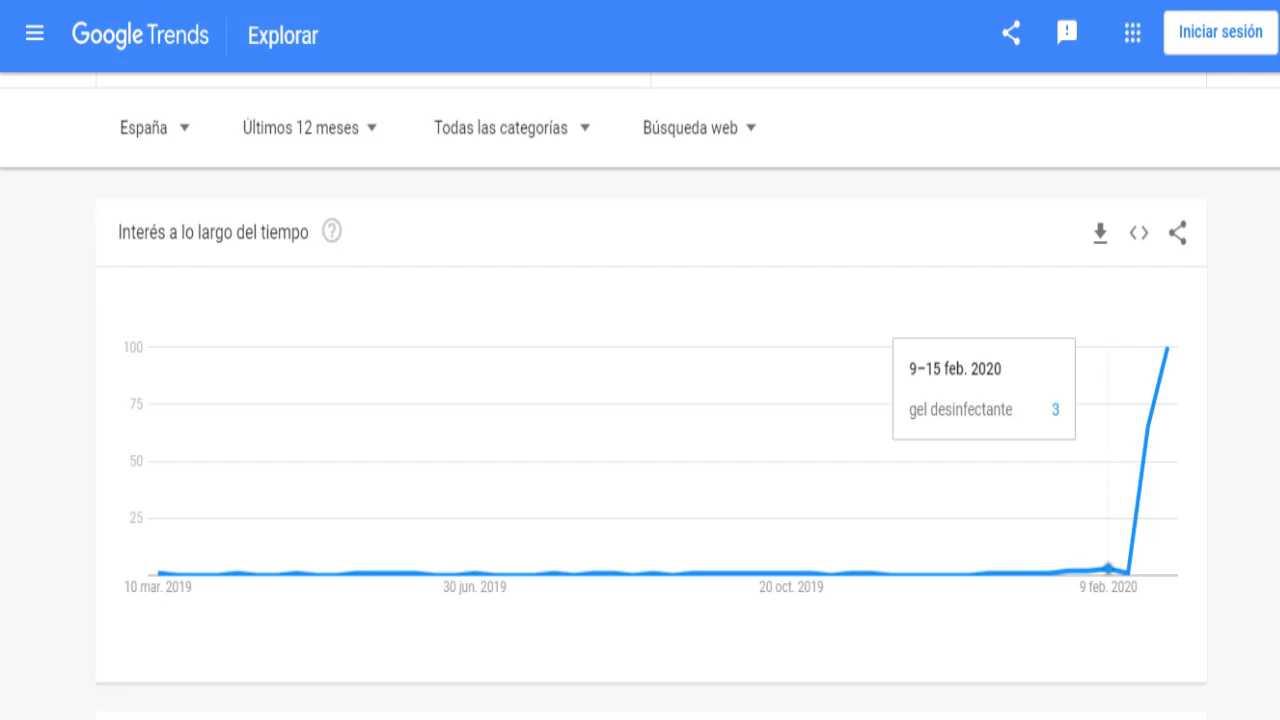 Google Trends Explorar Iniciar sesión
España Últimos 12 meses Todas las categorías Búsqueda web
Interés a lo largo del tiempo ?
100
75
50
25
9–15 feb. 2020
gel desinfectante 3
10 mar. 2019 30 jun. 2019 20 oct. 2019 9 feb. 2020